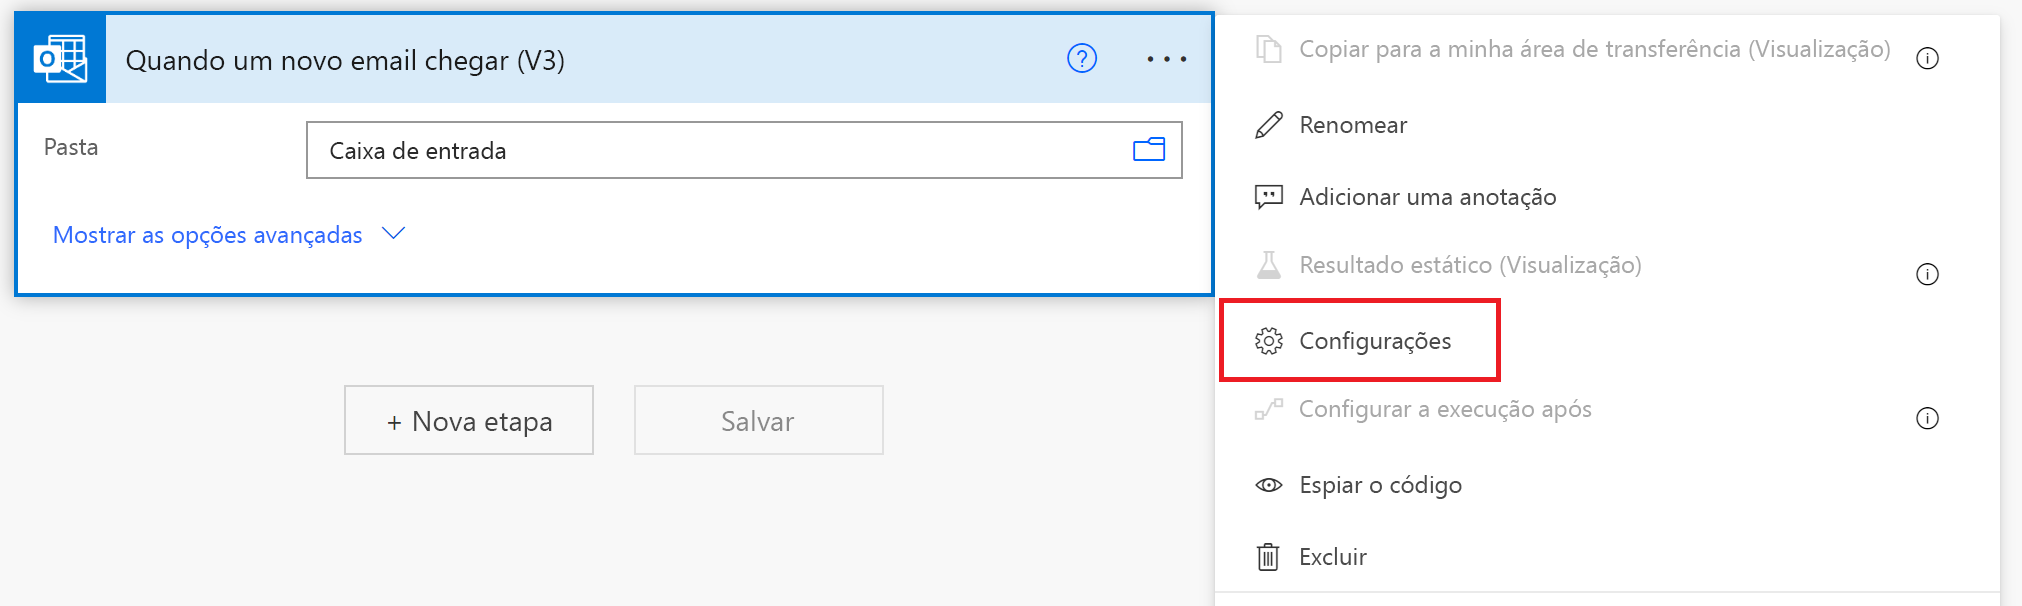 Quando um novo email chegar (V3)
Pasta
Caixa de entrada
Mostrar as opções avançadas
+ Nova etapa
Salvar
Copiar para a minha área de transferência (Visualização)
Renomear
Adicionar uma anotação
Resultado estático (Visualização)
Configurações
Configurar a execução após
Espiar o código
Excluir